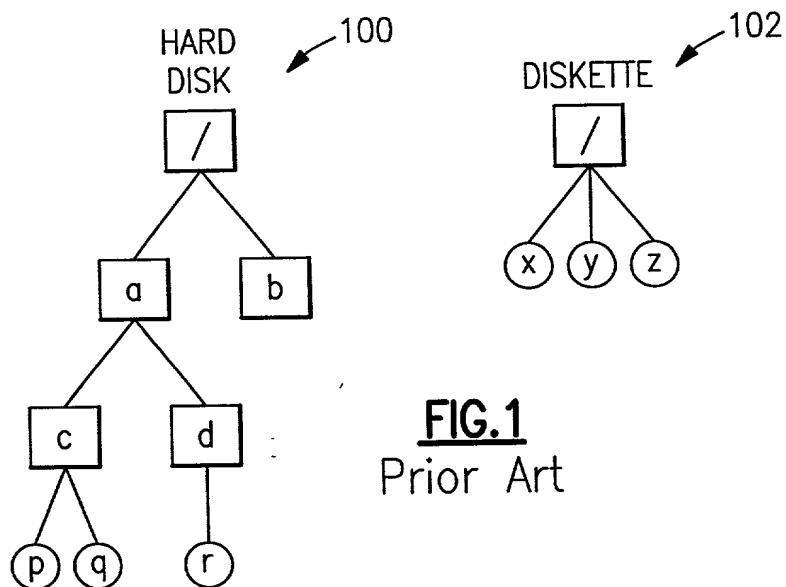 HARD
DISK
100
/
a
b
c
d
p
q
r
DISKETTE
102
/
x
y
z
FIG.1
Prior Art